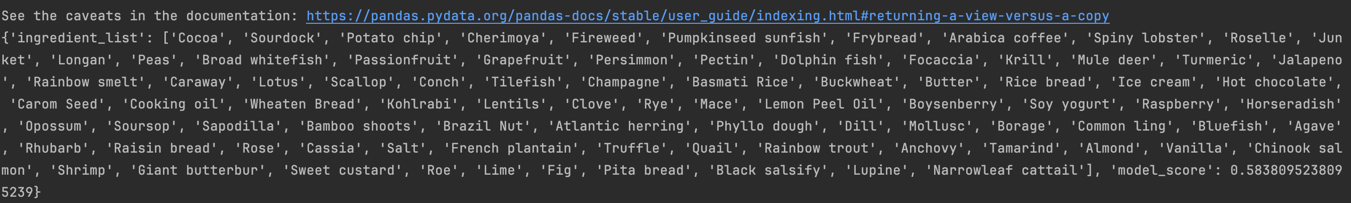 See the caveats in the documentation: https://pandas.pydata.org/pandas-docs/stable/user_guide/indexing.html#returning-a-view-versus-a-copy
{'ingredient_list': ['Cocoa', 'Sourdock', 'Potato chip', 'Cherimoya', 'Fireweed', 'Pumpkinseed sunfish', 'Frybread', 'Arabica coffee', 'Spiny lobster', 'Roselle', 'Jun
ket', 'Longan', 'Peas', 'Broad whitefish', 'Passionfruit', 'Grapefruit', 'Persimmon', 'Pectin', 'Dolphin fish', 'Focaccia', 'Krill', 'Mule deer', 'Turmeric', 'Jalapeno
', 'Rainbow smelt', 'Caraway', 'Lotus', 'Scallop', 'Conch', 'Tilefish', 'Champagne', 'Basmati Rice', 'Buckwheat', 'Butter', 'Rice bread', 'Ice cream', 'Hot chocolate',
 'Carom Seed', 'Cooking oil', 'Wheaten Bread', 'Kohlrabi', 'Lentils', 'Clove', 'Rye', 'Mace', 'Lemon Peel Oil', 'Boysenberry', 'Soy yogurt', 'Raspberry', 'Horseradish'
, 'Opossum', 'Soursop', 'Sapodilla', 'Bamboo shoots', 'Brazil Nut', 'Atlantic herring', 'Phyllo dough', 'Dill', 'Mollusc', 'Borage', 'Common ling', 'Bluefish', 'Agave'
, 'Rhubarb', 'Raisin bread', 'Rose', 'Cassia', 'Salt', 'French plantain', 'Truffle', 'Quail', 'Rainbow trout', 'Anchovy', 'Tamarind', 'Almond', 'Vanilla', 'Chinook sal
mon', 'Shrimp', 'Giant butterbur', 'Sweet custard', 'Roe', 'Lime', 'Fig', 'Pita bread', 'Black salsify', 'Lupine', 'Narrowleaf cattail'], 'model_score': 0.583809523809
5239}